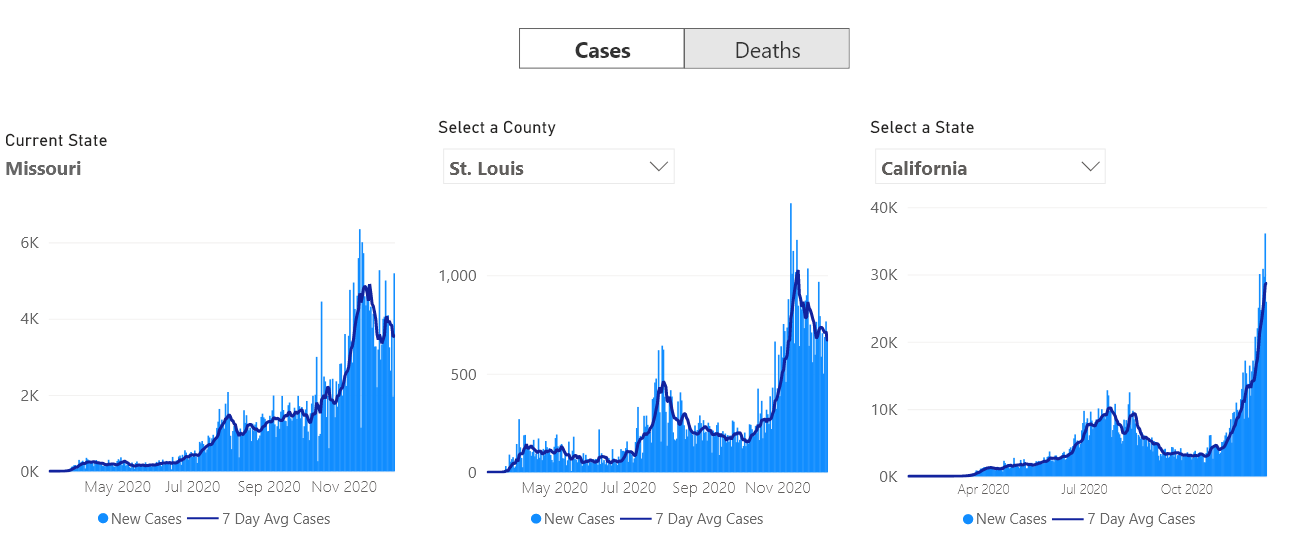 Cases Deaths
Current State
Missouri
6K
4K
2K
0K
May 2020 Jul 2020 Sep 2020 Nov 2020
New Cases 7 Day Avg Cases
Select a County
St. Louis
1,000
500
0
May 2020 Jul 2020 Sep 2020 Nov 2020
New Cases 7 Day Avg Cases
Select a State
California
40K
30K
20K
10K
0K
Apr 2020 Jul 2020 Oct 2020
New Cases 7 Day Avg Cases